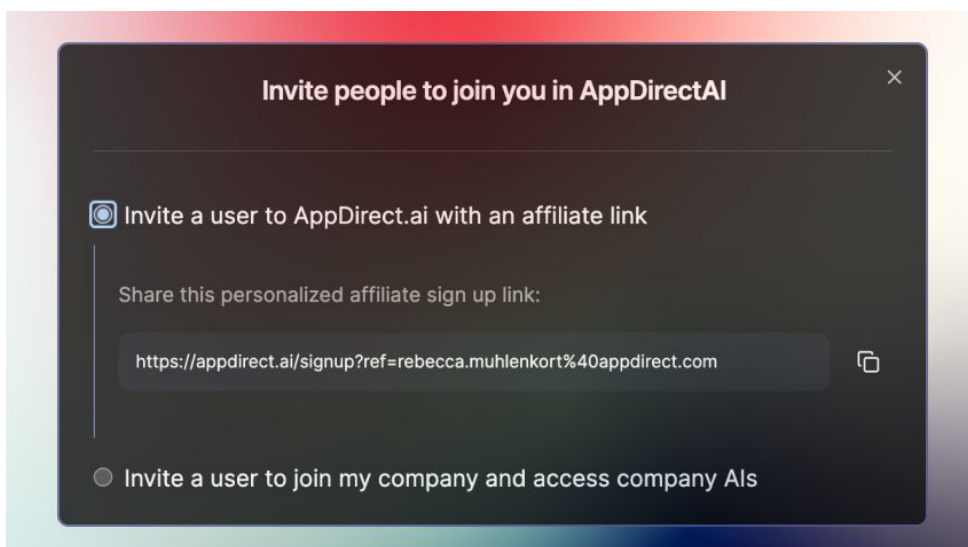 Invite people to join you in AppDirectAI
Invite a user to AppDirect.ai with an affiliate link
Share this personalized affiliate sign up link:
https://appdirect.ai/signup?ref=rebecca.muhlenkort%40appdirect.com
Invite a user to join my company and access company AIs